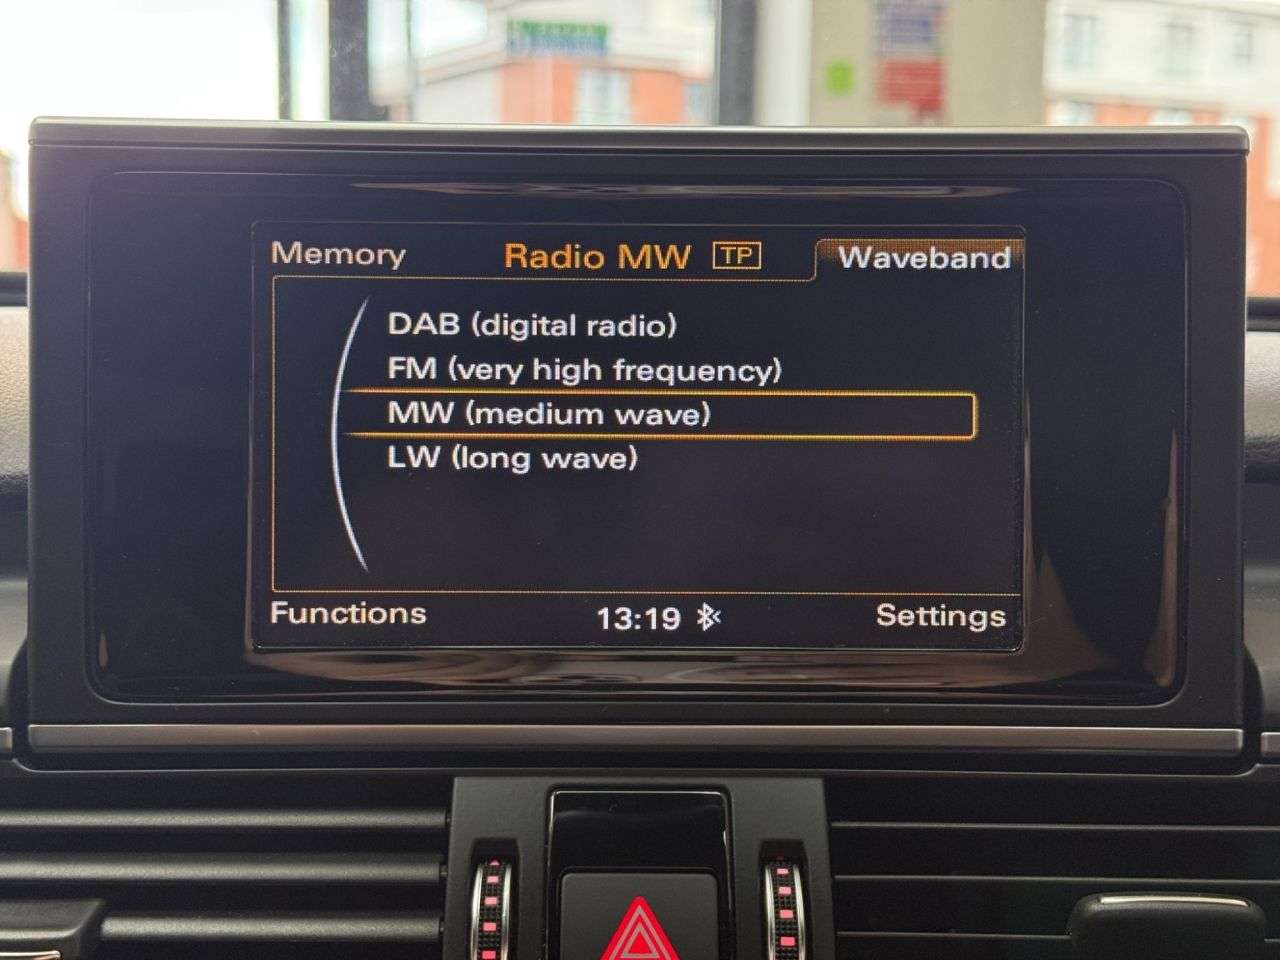 Memory Radio MW TP Waveband
DAB (digital radio)
FM (very high frequency)
MW (medium wave)
LW (long wave)
Functions 13:19 Settings